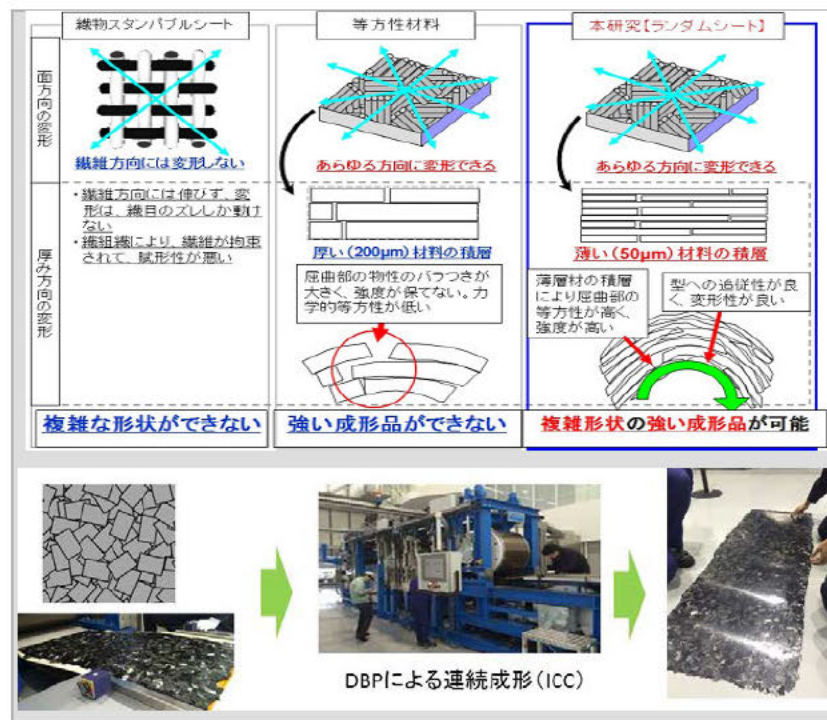 織物スタンパブルシート
等方性材料
本研究【ランダムシート】
面方向の変形
繊維方向には変形しない
あらゆる方向に変形できる
あらゆる方向に変形できる
厚み方向の変形
・繊維方向には伸びず、変
形は、織目のズレしか動け
ない
・織組織により、繊維が拘束
されて、賦形性が悪い
厚い(200μm)材料の積層
屈曲部の物性のバラつきが
大きく、強度が保てない。力
学的等方性が低い
薄い(50μm)材料の積層
薄層材の積層
により屈曲部の
等方性が高く、
強度が高い
型への追従性が良
く、変形性が良い
複雑な形状ができない
強い成形品ができない
複雑形状の強い成形品が可能
DBPによる連続成形(ICC)